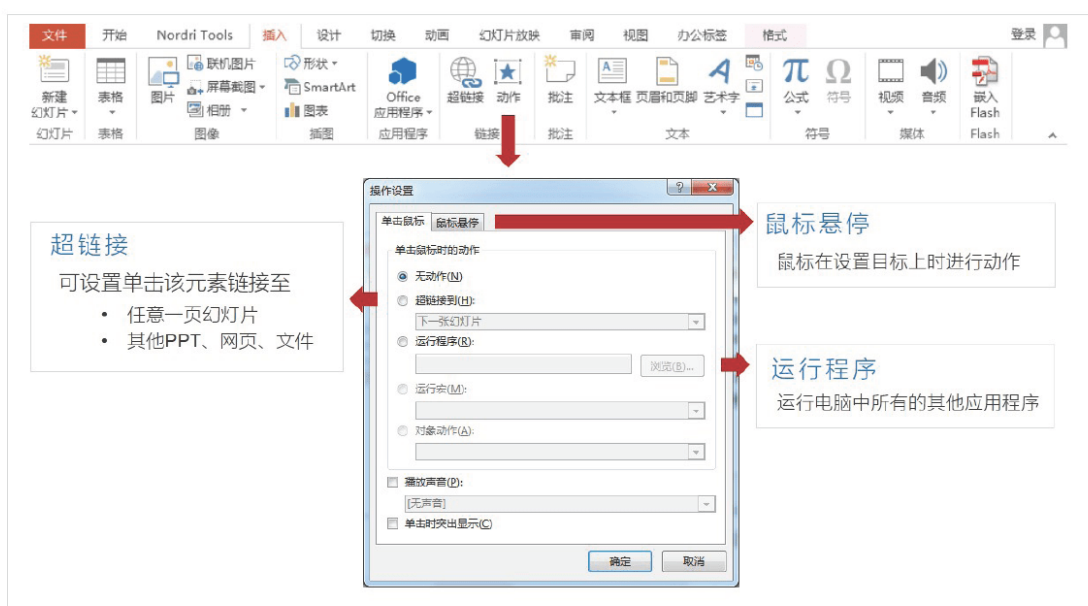 文件 开始 Nordri Tools 插入 设计 切换 动画 幻灯片放映 审阅 视图 办公标签 格式 登录
新建
幻灯片
幻灯片
表格
表格
图片
联机图片
屏幕截图
相册
图像
形状
SmartArt
图表
插图
Office
应用程序
应用程序
超链接
动作
链接
批注
批注
文本框
页眉和页脚
艺术字
文本
公式
符号
符号
视频
音频
媒体
嵌入
Flash
Flash
操作设置
单击鼠标 鼠标悬停
单击鼠标时的动作
无动作(N)
超链接到(H):
下一张幻灯片
运行程序(R):
浏览(B)...
运行宏(M):
对象动作(A):
播放声音(P):
[无声音]
单击时突出显示(C)
确定 取消
超链接
可设置单击该元素链接至
• 任意一页幻灯片
• 其他PPT、网页、文件
鼠标悬停
鼠标在设置目标上时进行动作
运行程序
运行电脑中所有的其他应用程序